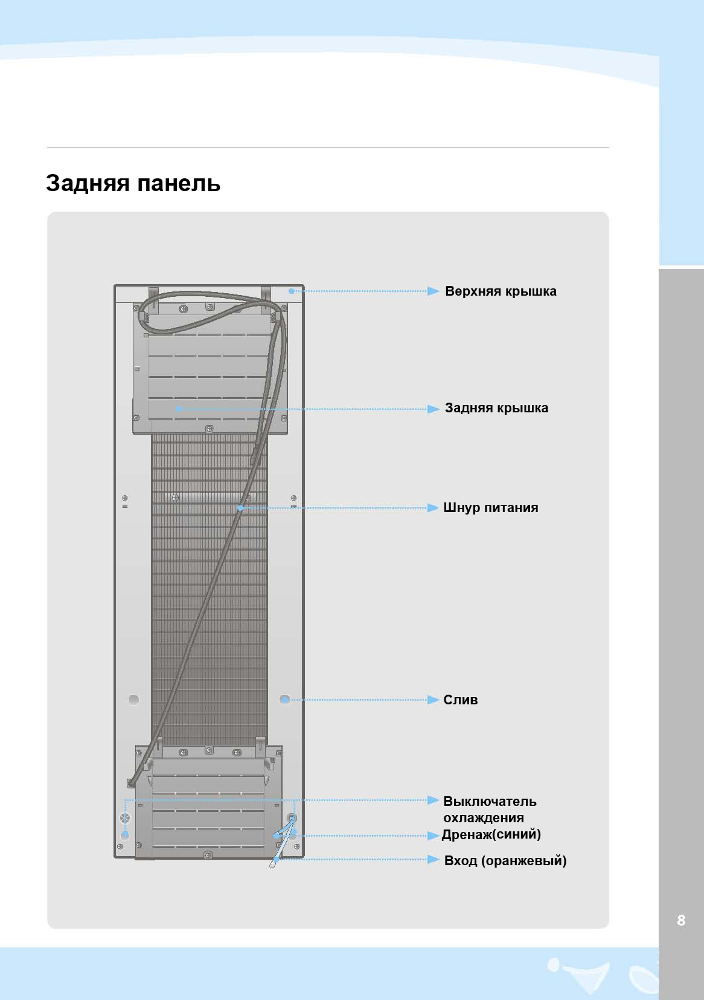 Задняя панель
Верхняя крышка
Задняя крышка
Шнур питания
Слив
Выключатель
охлаждения
Дренаж(синий)
Вход (оранжевый)
8